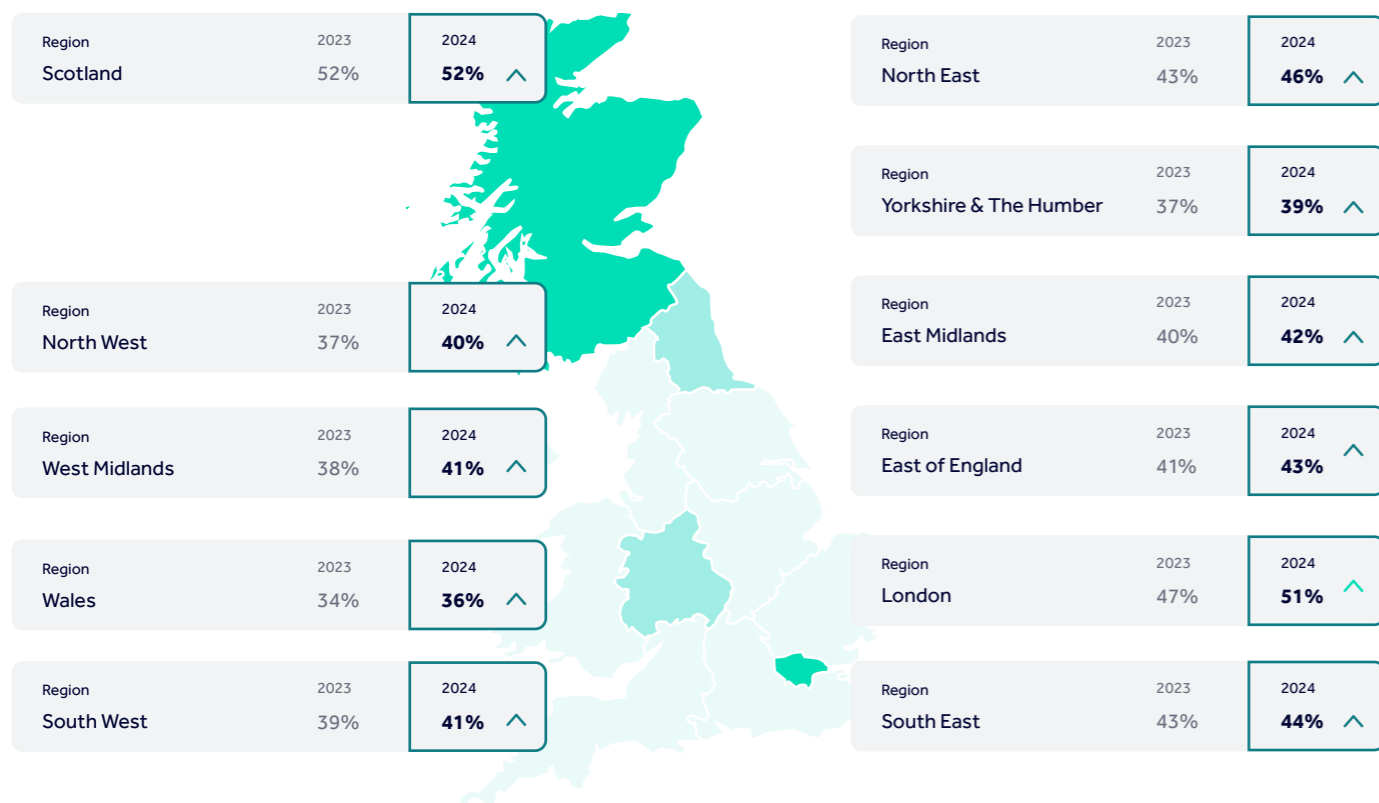 Region 2023 2024
Scotland 52% 52%
Region 2023 2024
North West 37% 40%
Region 2023 2024
West Midlands 38% 41%
Region 2023 2024
Wales 34% 36%
Region 2023 2024
South West 39% 41%
Region 2023 2024
North East 43% 46%
Region 2023 2024
Yorkshire & The Humber 37% 39%
Region 2023 2024
East Midlands 40% 42%
Region 2023 2024
East of England 41% 43%
Region 2023 2024
London 47% 51%
Region 2023 2024
South East 43% 44%